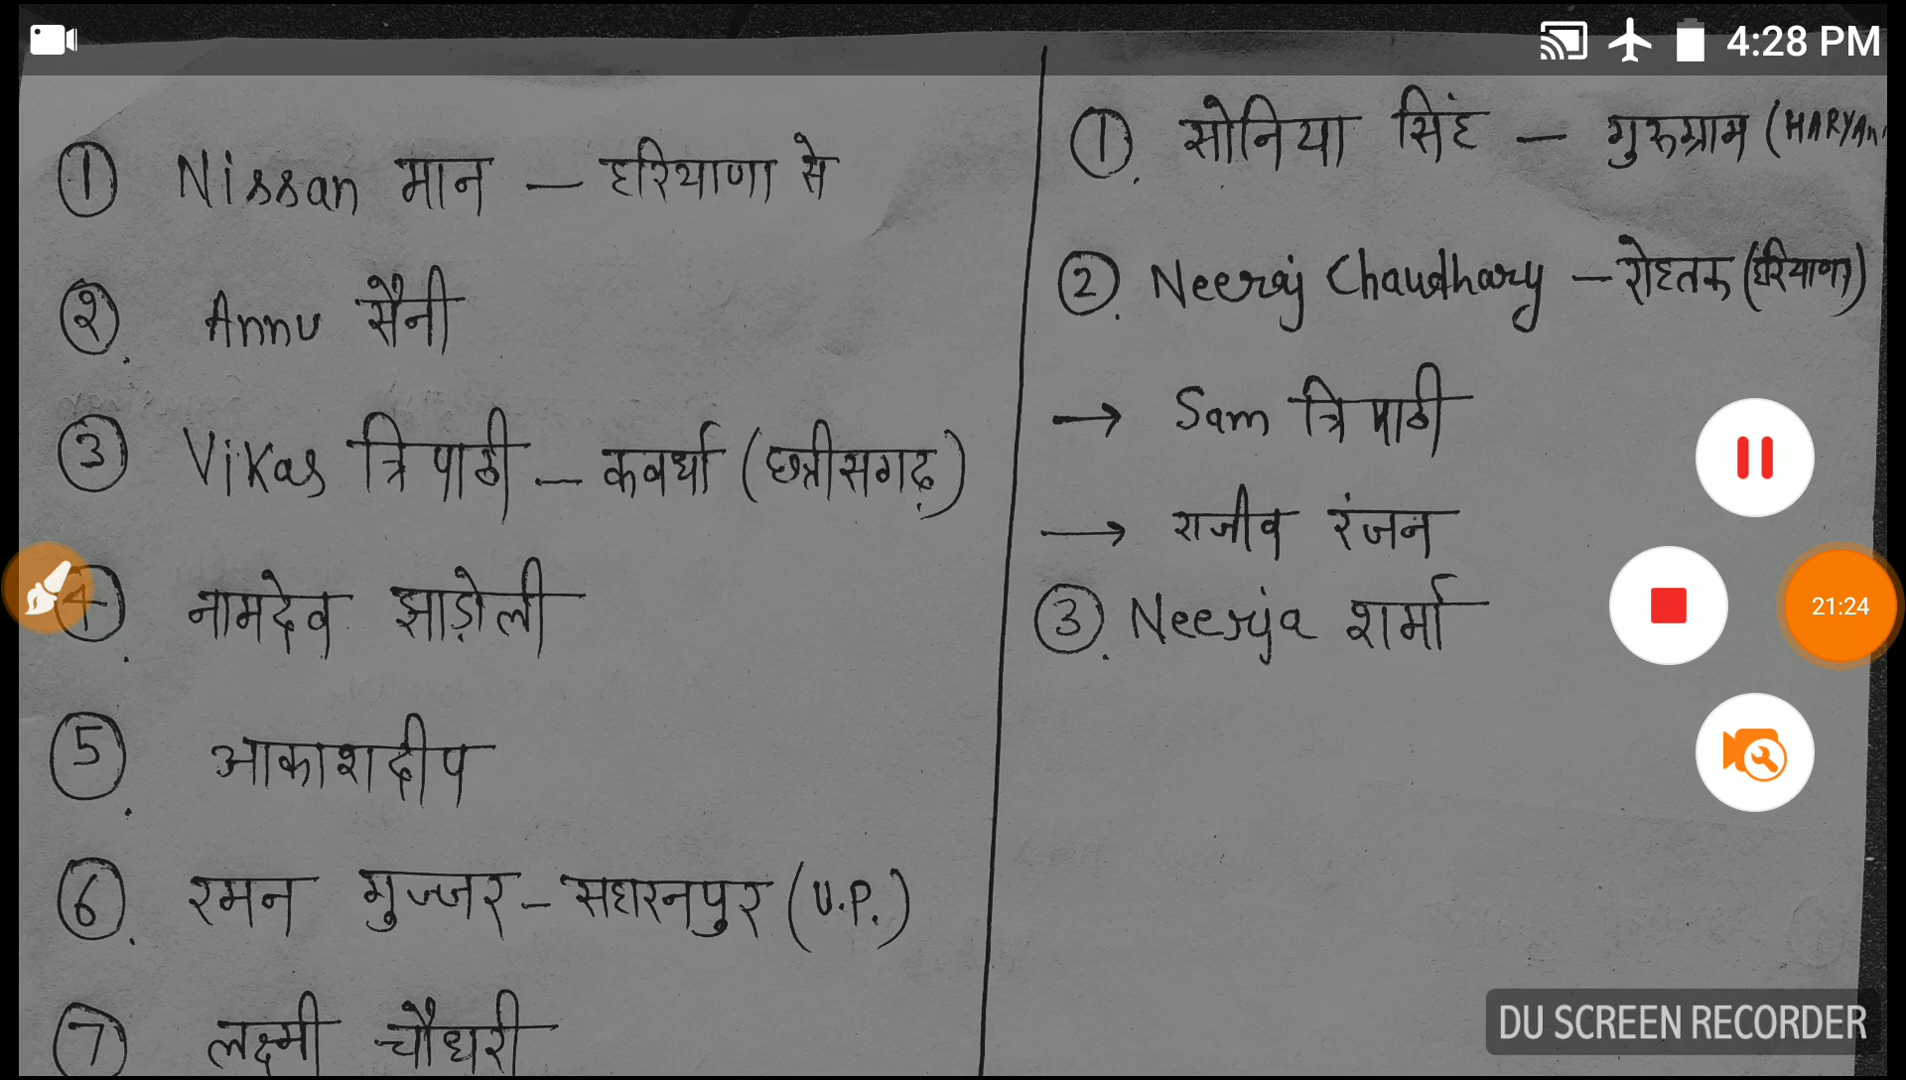 4:28 PM
① Nissan मान – हरियाणा से
२. Annu सैनी
③ Vikas त्रिपाठी – कवर्धा (छत्तीसगढ़)
4. नामदेव झाड़ोली
5. आकाशदीप
6. रमन गुज्जर – सहारनपुर (U.P.)
7 लक्ष्मी चौधरी
①. सोनिया सिंह – गुरुग्राम (HARYAN
②. Neeraj Chaudhary – रोहतक (हरियाणा)
→ Sam त्रिपाठी
→ राजीव रंजन
③. Neerja शर्मा
21:24
DU SCREEN RECORDER